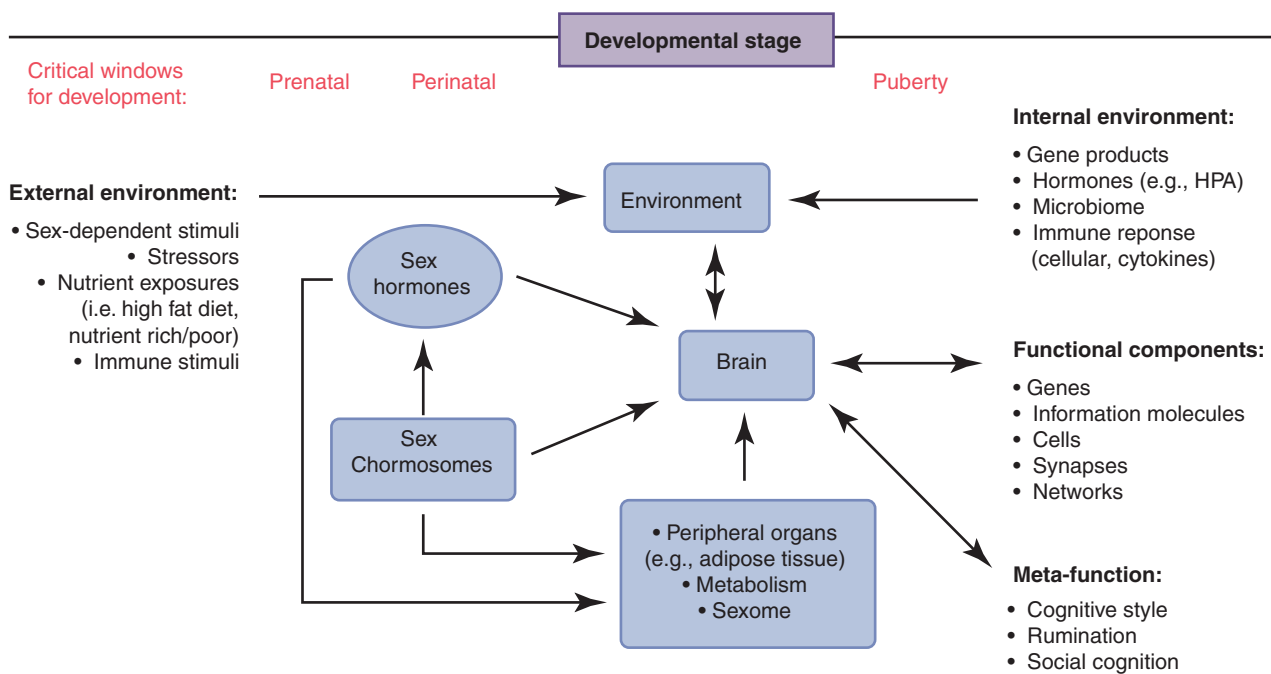 Developmental stage
Critical windows
for development:
Prenatal
Perinatal
Puberty
Internal environment:
• Gene products
• Hormones (e.g., HPA)
• Microbiome
• Immune reponse
(cellular, cytokines)
External environment:
• Sex-dependent stimuli
• Stressors
• Nutrient exposures
(i.e. high fat diet,
nutrient rich/poor)
• Immune stimuli
Environment
Sex
hormones
Brain
Functional components:
• Genes
• Information molecules
• Cells
• Synapses
• Networks
Sex
Chormosomes
• Peripheral organs
(e.g., adipose tissue)
• Metabolism
• Sexome
Meta-function:
• Cognitive style
• Rumination
• Social cognition